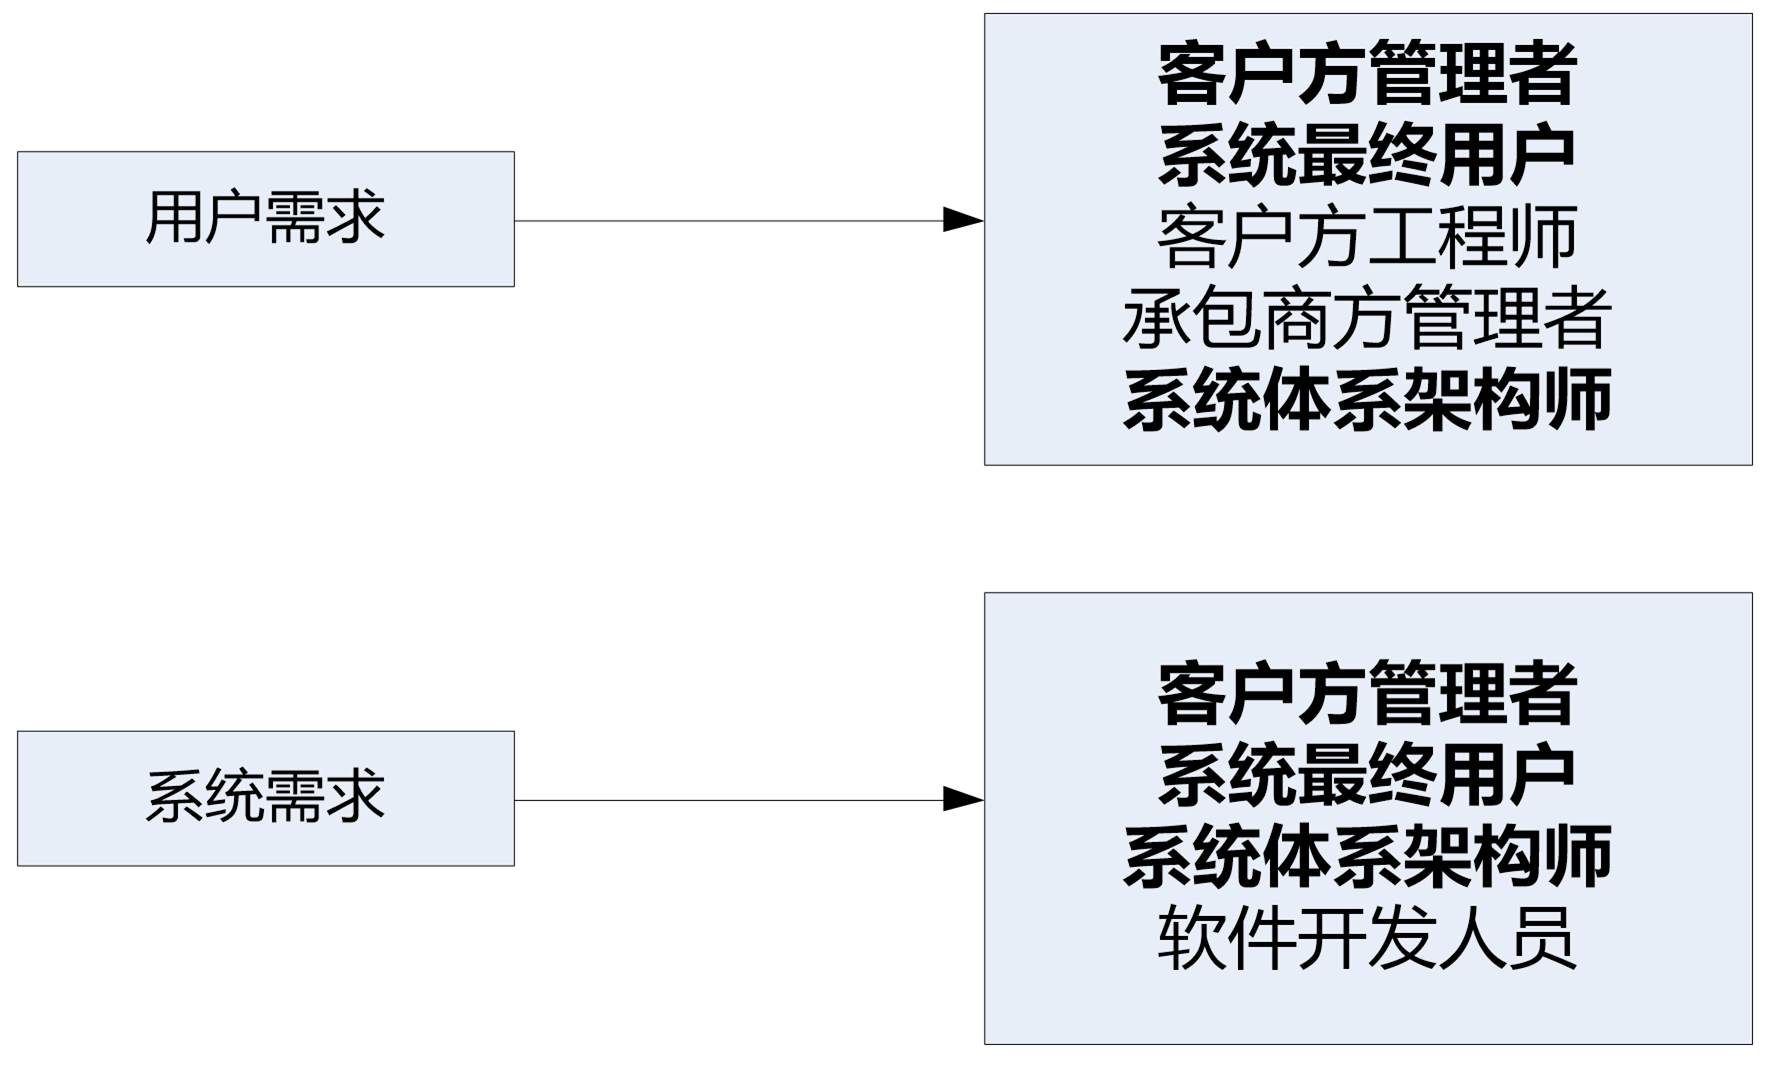 用户需求
客户方管理者
系统最终用户
客户方工程师
承包商方管理者
系统体系架构师
系统需求
客户方管理者
系统最终用户
系统体系架构师
软件开发人员